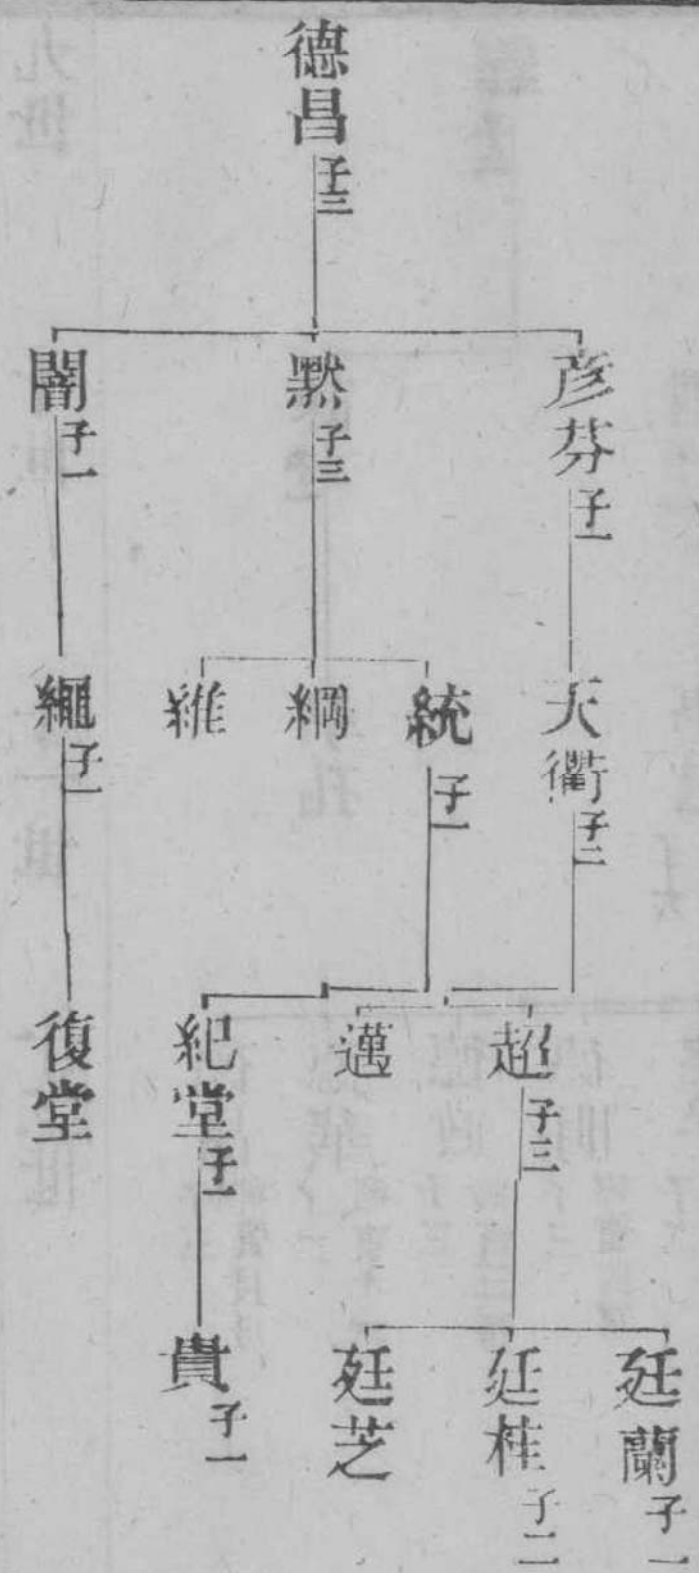 德昌 子三
彦芬 子一
默 子三
闇 子一
天衢 子二
統 子一
綱
維
繩 子一
超 子三
邁
紀堂 子一
復堂
廷蘭 子一
廷桂 子二
廷芝
貴 子一